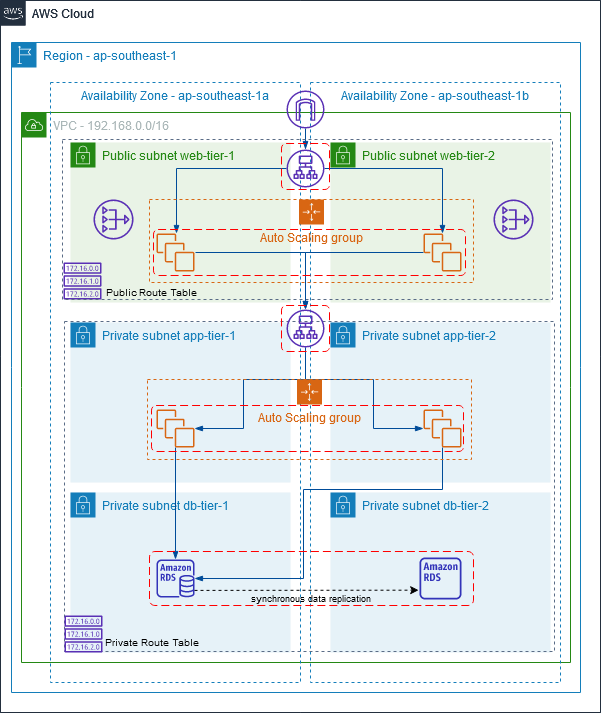 aws
AWS Cloud
Region - ap-southeast-1
Availability Zone - ap-southeast-1a
Availability Zone - ap-southeast-1b
VPC - 192.168.0.0/16
Public subnet web-tier-1
Public subnet web-tier-2
Auto Scaling group
172.16.0.0
172.16.1.0
172.16.2.0
Public Route Table
Private subnet app-tier-1
Private subnet app-tier-2
Auto Scaling group
Private subnet db-tier-1
Private subnet db-tier-2
Amazon
RDS
Amazon
RDS
synchronous data replication
172.16.0.0
172.16.1.0
172.16.2.0
Private Route Table